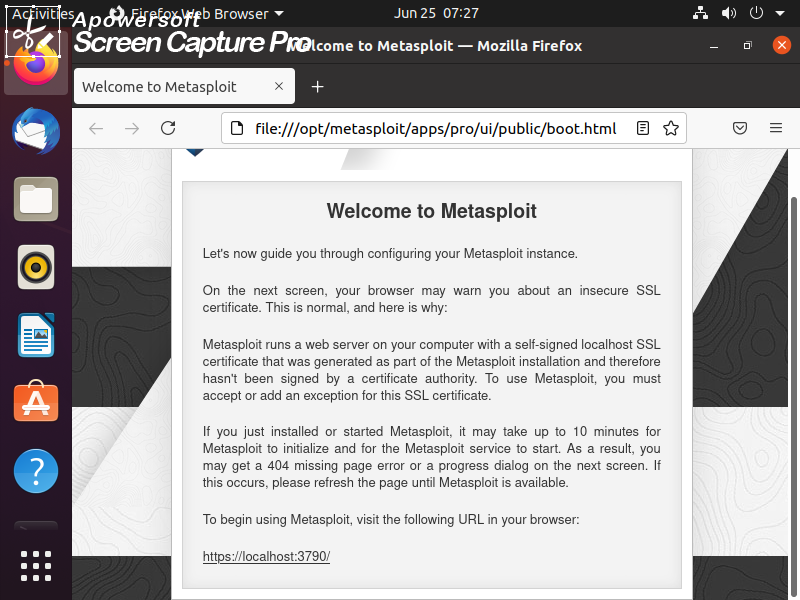 Activities
Firefox Web Browser
Jun 25 07:27
Apowersoft
Screen Capture Pro
Welcome to Metasploit — Mozilla Firefox
Welcome to Metasploit
file:///opt/metasploit/apps/pro/ui/public/boot.html
Welcome to Metasploit
Let's now guide you through configuring your Metasploit instance.
On the next screen, your browser may warn you about an insecure SSL
certificate. This is normal, and here is why:
Metasploit runs a web server on your computer with a self-signed localhost SSL
certificate that was generated as part of the Metasploit installation and therefore
hasn't been signed by a certificate authority. To use Metasploit, you must
accept or add an exception for this SSL certificate.
If you just installed or started Metasploit, it may take up to 10 minutes for
Metasploit to initialize and for the Metasploit service to start. As a result, you
may get a 404 missing page error or a progress dialog on the next screen. If
this occurs, please refresh the page until Metasploit is available.
To begin using Metasploit, visit the following URL in your browser:
https://localhost:3790/